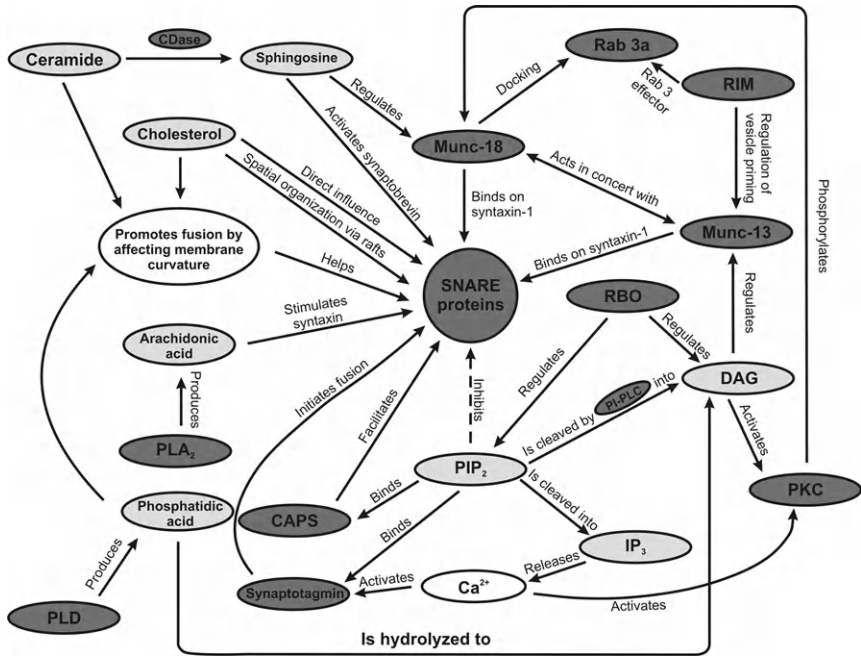 CDase
Ceramide
Sphingosine
Rab 3a
RIM
Docking
Rab 3
effector
Regulates
Activates synaptobrevin
Cholesterol
Munc-18
Regulation of
vesicle priming
Phosphorylates
Direct influence
Spatial organization via rafts
Acts in concert with
Binds on
syntaxin-1
Promotes fusion by
affecting membrane
curvature
Munc-13
Binds on syntaxin-1
Helps
SNARE
proteins
RBO
Regulates
Stimulates
syntaxin
Arachidonic
acid
Regulates
Regulates
DAG
Produces
Initiates fusion
Facilitates
Inhibits
Is cleaved by
PI-PLC
into
Activates
PLA2
PIP2
PKC
Phosphatidic
acid
CAPS
Binds
Binds
Is cleaved into
IP3
Produces
Releases
Synaptotagmin
Activates
Ca2+
Activates
PLD
Is hydrolyzed to